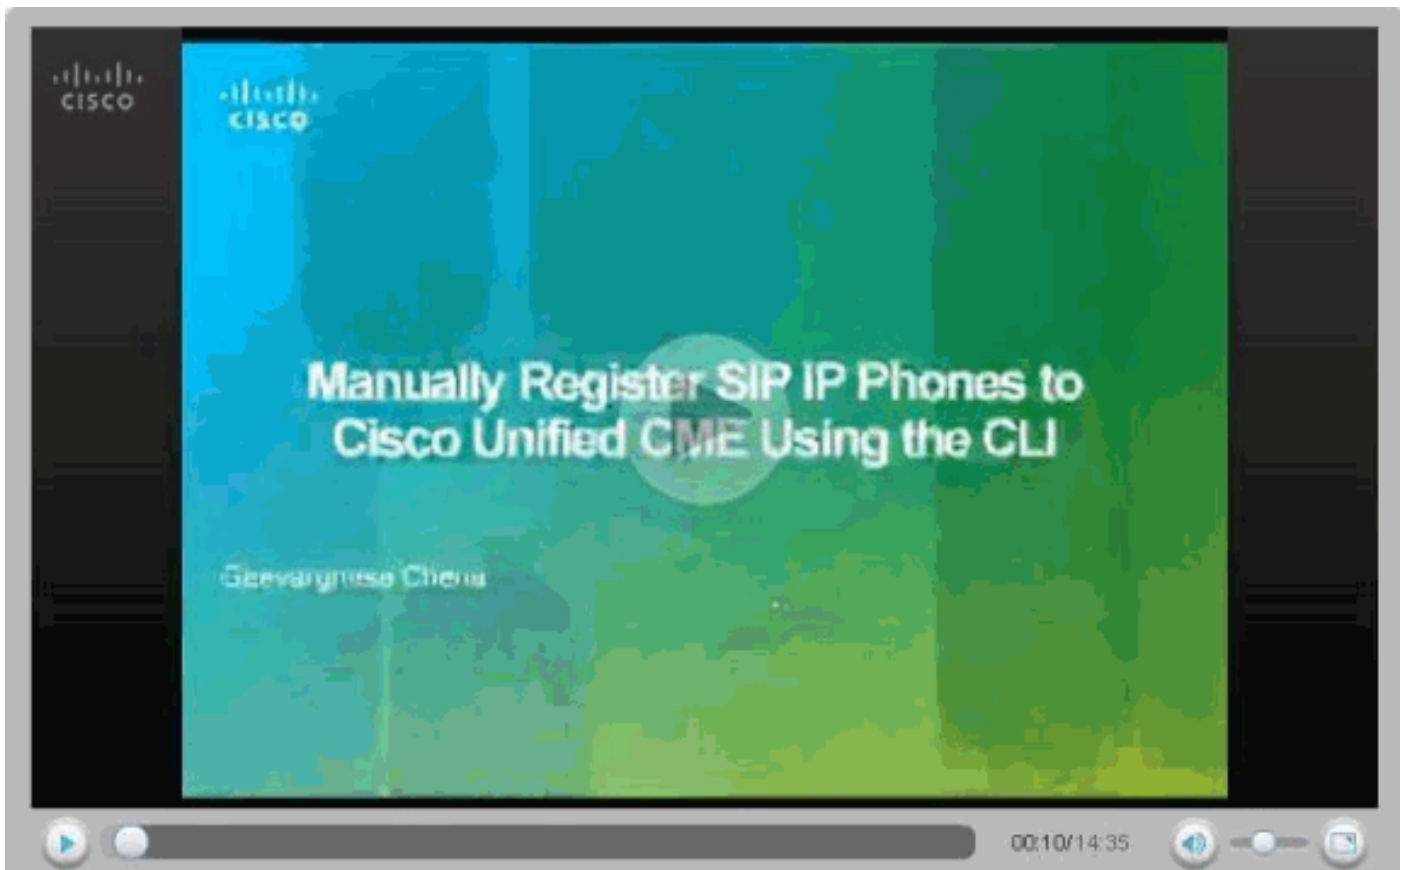 CISCO
CISCO
Manually Register SIP IP Phones to
Cisco Unified CME Using the CLI
00:10/14:35